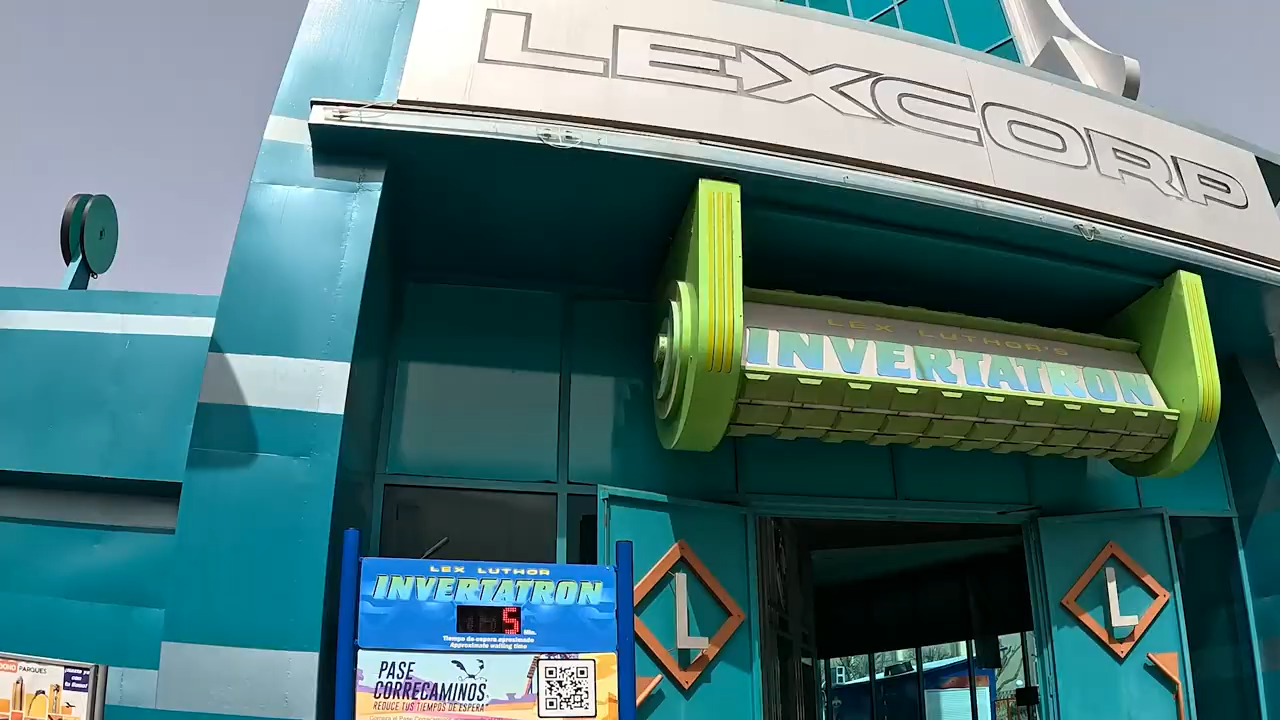 LEXCORP
LEX LUTHOR'S
INVERTATRON
L
L
LEX LUTHOR
INVERTATRON
5 Min.
Tiempo de espera aproximado
Approximate waiting time
PASE
CORRECAMINOS
REDUCE TUS TIEMPOS DE ESPERA
PARQUES